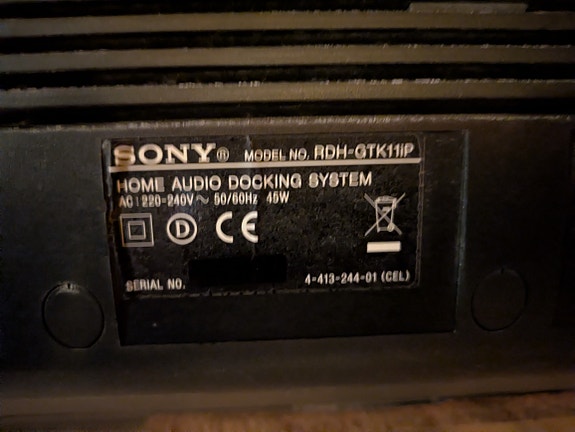 SONY® MODEL NO. RDH-GTK11iP
HOME AUDIO DOCKING SYSTEM
AC : 220-240V ~ 50/60Hz 45W
D CE
SERIAL NO. 4-413-244-01 (CEL)